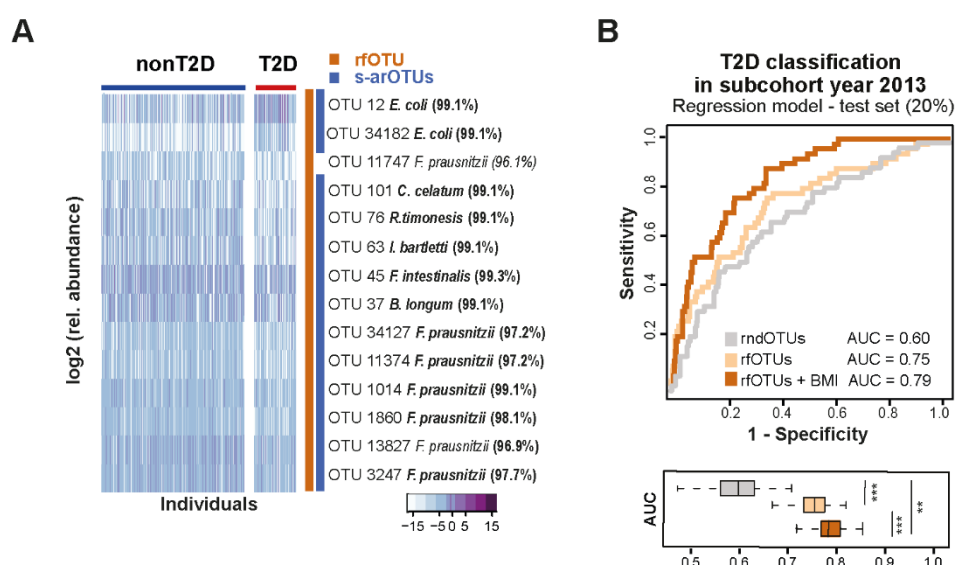 A
nonT2D
T2D
rfOTU
s-arOTUs
log2 (rel. abundance)
OTU 12 E. coli (99.1%)
OTU 34182 E. coli (99.1%)
OTU 11747 F. prausnitzii (96.1%)
OTU 101 C. celatum (99.1%)
OTU 76 R.timonesis (99.1%)
OTU 63 I. bartletti (99.1%)
OTU 45 F. intestinalis (99.3%)
OTU 37 B. longum (99.1%)
OTU 34127 F. prausnitzii (97.2%)
OTU 11374 F. prausnitzii (97.2%)
OTU 1014 F. prausnitzii (99.1%)
OTU 1860 F. prausnitzii (98.1%)
OTU 13827 F. prausnitzii (96.9%)
OTU 3247 F. prausnitzii (97.7%)
Individuals
−15 −5 0 5 15
B
T2D classification
in subcohort year 2013
Regression model - test set (20%)
Sensitivity
1.0
0.8
0.6
0.4
0.2
rndOTUs AUC = 0.60
rfOTUs AUC = 0.75
rfOTUs + BMI AUC = 0.79
0.2 0.4 0.6 0.8 1.0
1 - Specificity
AUC
***
**
***
0.5 0.6 0.7 0.8 0.9 1.0